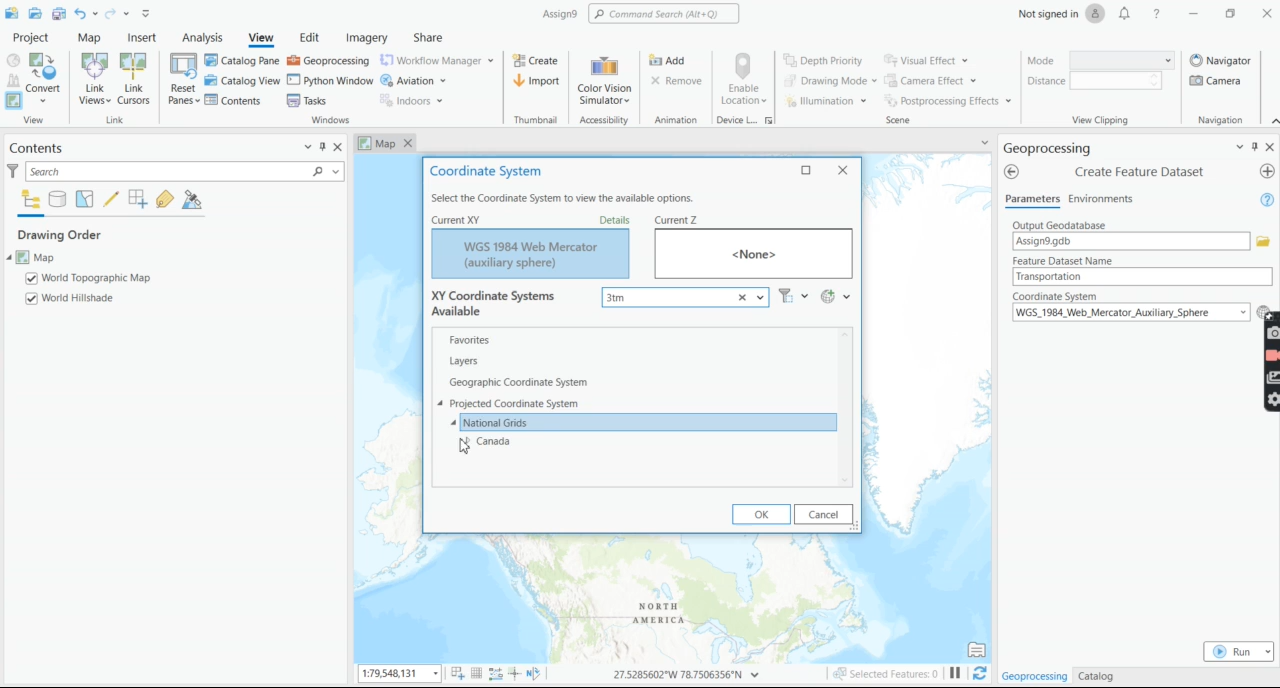 Assign9
Command Search (Alt+Q)
Not signed in
Project Map Insert Analysis View Edit Imagery Share
Convert
View
Link Views
Link Cursors
Link
Reset Panes
Catalog Pane
Catalog View
Contents
Geoprocessing
Python Window
Tasks
Workflow Manager
Aviation
Indoors
Windows
Create
Import
Thumbnail
Color Vision Simulator
Accessibility
Add
Remove
Animation
Enable Location
Device L...
Depth Priority
Drawing Mode
Illumination
Visual Effect
Camera Effect
Postprocessing Effects
Scene
Mode
Distance
View Clipping
Navigator
Camera
Navigation
Contents
Search
Drawing Order
Map
World Topographic Map
World Hillshade
Map
Coordinate System
Select the Coordinate System to view the available options.
Current XY Details Current Z
WGS 1984 Web Mercator
(auxiliary sphere)
<None>
XY Coordinate Systems
Available
3tm
Favorites
Layers
Geographic Coordinate System
Projected Coordinate System
National Grids
Canada
OK Cancel
NORTH
AMERICA
1:79,548,131
27.5285602°W 78.7506356°N
Selected Features: 0
Geoprocessing
Create Feature Dataset
Parameters Environments
Output Geodatabase
Assign9.gdb
Feature Dataset Name
Transportation
Coordinate System
WGS_1984_Web_Mercator_Auxiliary_Sphere
Run
Geoprocessing Catalog